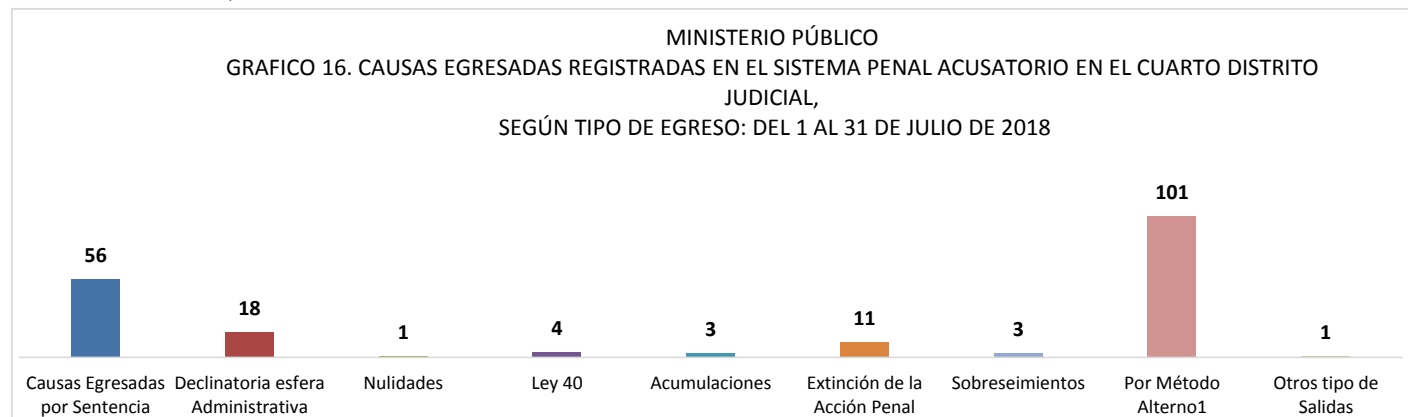 MINISTERIO PÚBLICO
GRAFICO 16. CAUSAS EGRESADAS REGISTRADAS EN EL SISTEMA PENAL ACUSATORIO EN EL CUARTO DISTRITO
JUDICIAL,
SEGÚN TIPO DE EGRESO: DEL 1 AL 31 DE JULIO DE 2018
56
18
1
4
3
11
3
101
1
Causas Egresadas
por Sentencia
Declinatoria esfera
Administrativa
Nulidades
Ley 40
Acumulaciones
Extinción de la
Acción Penal
Sobreseimientos
Por Método
Alterno1
Otros tipo de
Salidas